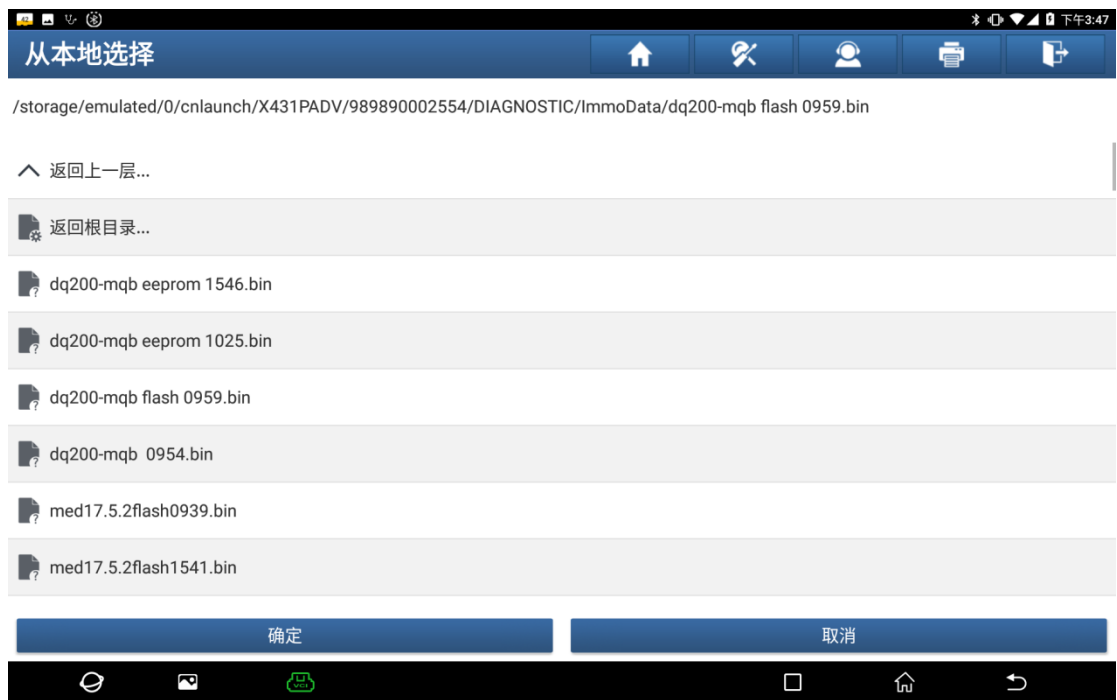 42
下午3:47
从本地选择
/storage/emulated/0/cnlaunch/X431PADV/989890002554/DIAGNOSTIC/ImmoData/dq200-mqb flash 0959.bin
返回上一层...
返回根目录...
dq200-mqb eeprom 1546.bin
dq200-mqb eeprom 1025.bin
dq200-mqb flash 0959.bin
dq200-mqb  0954.bin
med17.5.2flash0939.bin
med17.5.2flash1541.bin
确定 取消
VCI